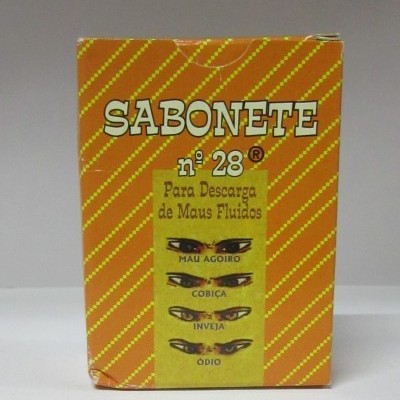 SABONETE
nº 28®
Para Descarga
de Maus Fluidos
MAU AGOIRO
COBIÇA
INVEJA
ÓDIO